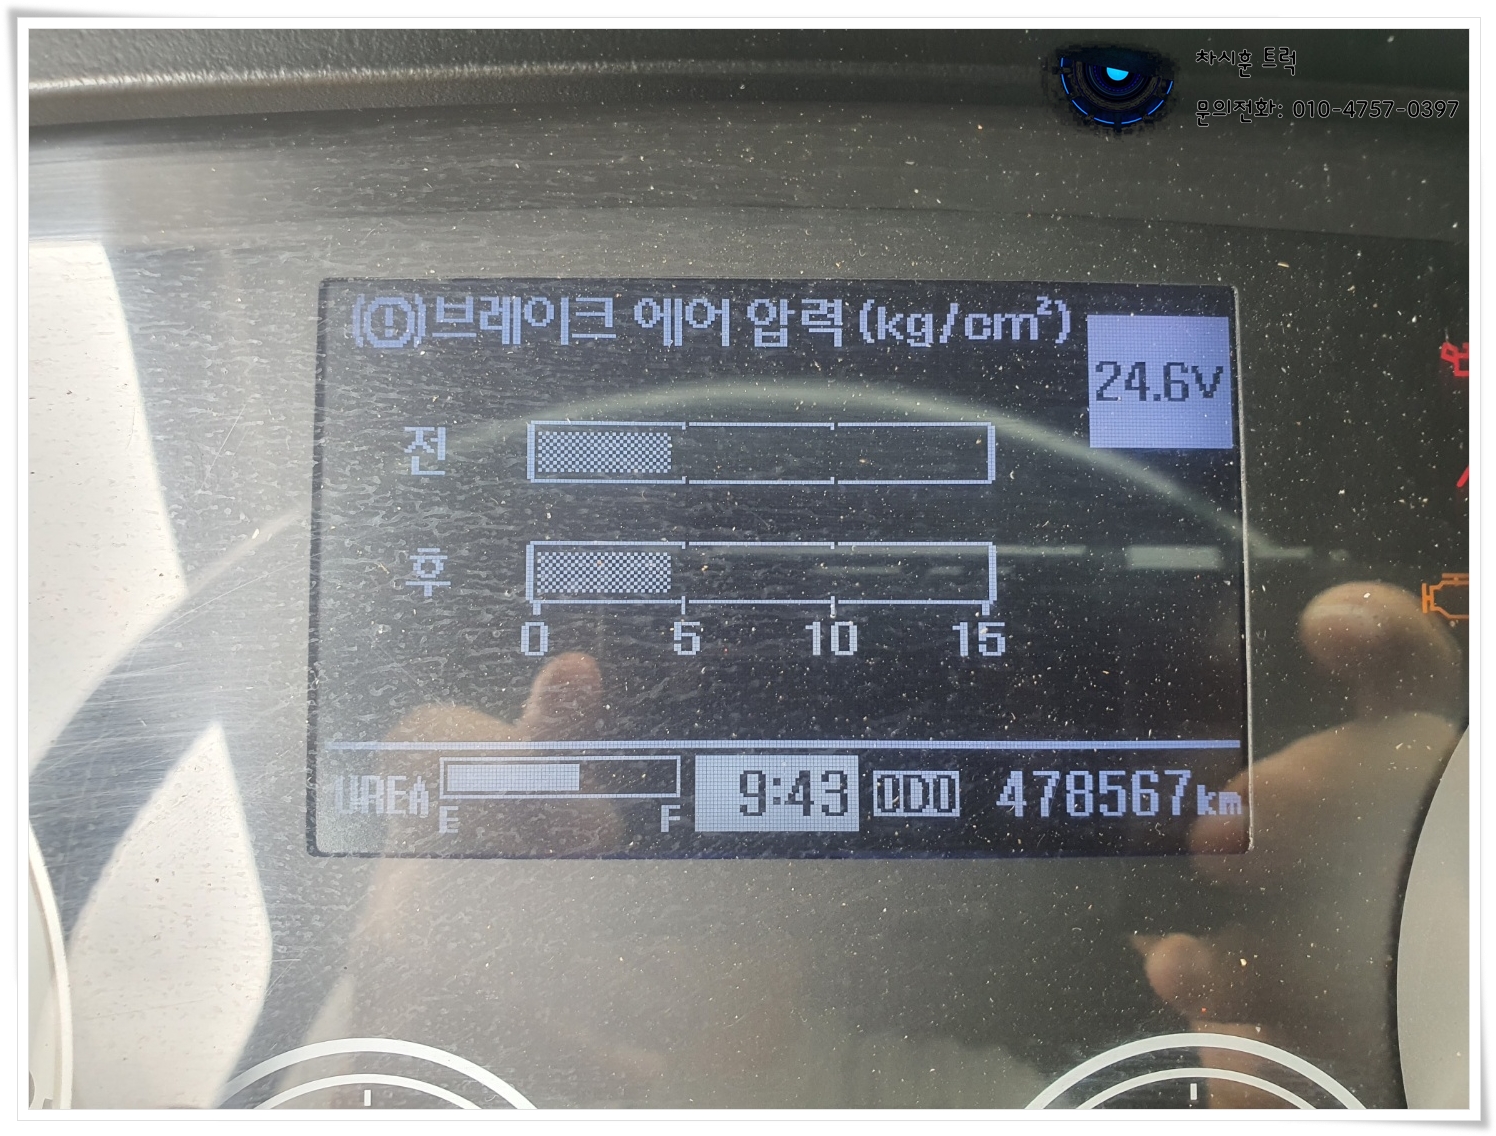 차시훈 트럭
문의전화: 010-4757-0397
(!)브레이크 에어 압력(kg/cm²)
24.6V
전
후
0 5 10 15
UREA E F 9:43 ODO 478567km